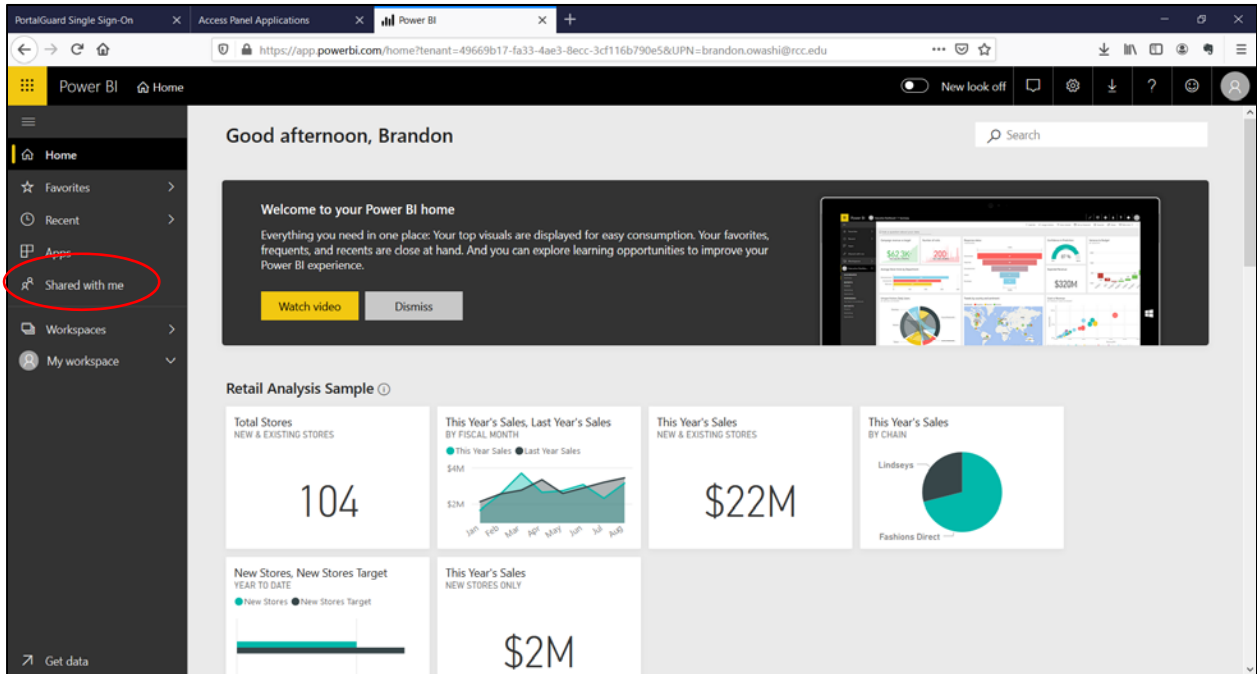 PortalGuard Single Sign-On
Access Panel Applications
Power BI
https://app.powerbi.com/home?tenant=49669b17-fa33-4ae3-8ecc-3cf116b790e5&UPN=brandon.owashi@rcc.edu
Power BI
Home
New look off
Home
Favorites
Recent
Apps
Shared with me
Workspaces
My workspace
Get data
Good afternoon, Brandon
Search
Welcome to your Power BI home
Everything you need in one place: Your top visuals are displayed for easy consumption. Your favorites,
frequents, and recents are close at hand. And you can explore learning opportunities to improve your
Power BI experience.
Watch video
Dismiss
$62.3K
200
$320M
Retail Analysis Sample
Total Stores
NEW & EXISTING STORES
104
This Year's Sales, Last Year's Sales
BY FISCAL MONTH
This Year Sales Last Year Sales
$4M
$2M
Jan Feb Mar Apr May Jun Jul Aug
This Year's Sales
NEW & EXISTING STORES
$22M
This Year's Sales
BY CHAIN
Lindseys
Fashions Direct
New Stores, New Stores Target
YEAR TO DATE
New Stores New Stores Target
This Year's Sales
NEW STORES ONLY
$2M